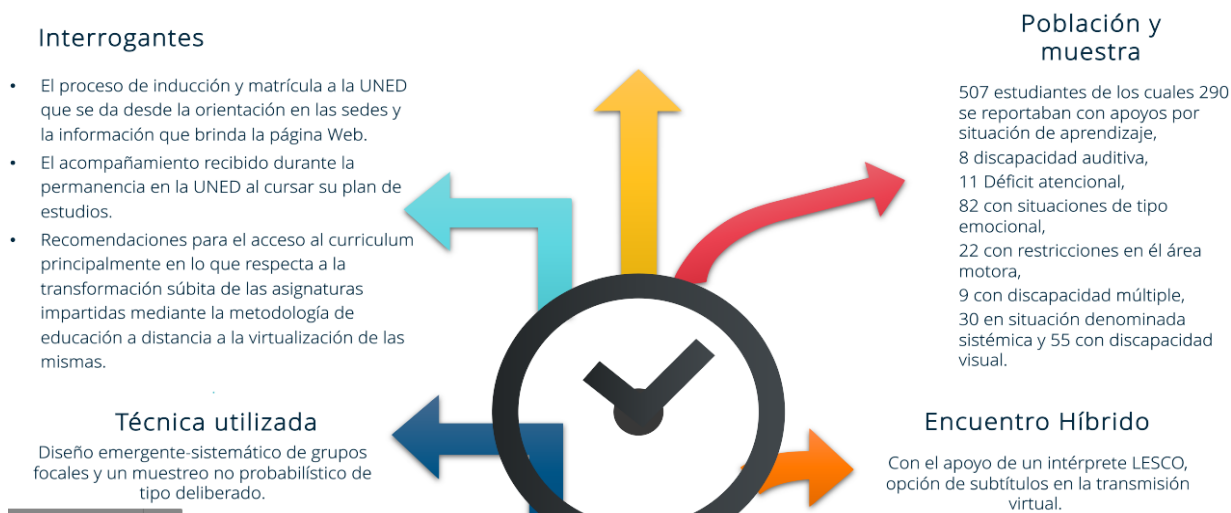 Interrogantes
• El proceso de inducción y matrícula a la UNED
que se da desde la orientación en las sedes y
la información que brinda la página Web.
• El acompañamiento recibido durante la
permanencia en la UNED al cursar su plan de
estudios.
• Recomendaciones para el acceso al curriculum
principalmente en lo que respecta a la
transformación súbita de las asignaturas
impartidas mediante la metodología de
educación a distancia a la virtualización de las
mismas.
.
Técnica utilizada
Diseño emergente-sistemático de grupos
focales y un muestreo no probabilístico de
tipo deliberado.
Población y
muestra
507 estudiantes de los cuales 290
se reportaban con apoyos por
situación de aprendizaje,
8 discapacidad auditiva,
11 Déficit atencional,
82 con situaciones de tipo
emocional,
22 con restricciones en él área
motora,
9 con discapacidad múltiple,
30 en situación denominada
sistémica y 55 con discapacidad
visual.
Encuentro Híbrido
Con el apoyo de un intérprete LESCO,
opción de subtítulos en la transmisión
virtual.